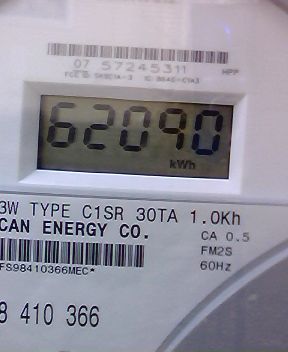 07 57245311
HPP
62090
kWh
3W TYPE C1SR 30TA 1.0Kh
CAN ENERGY CO.
CA 0.5
FM2S
60Hz
FS98410366MEC*
8 410 366